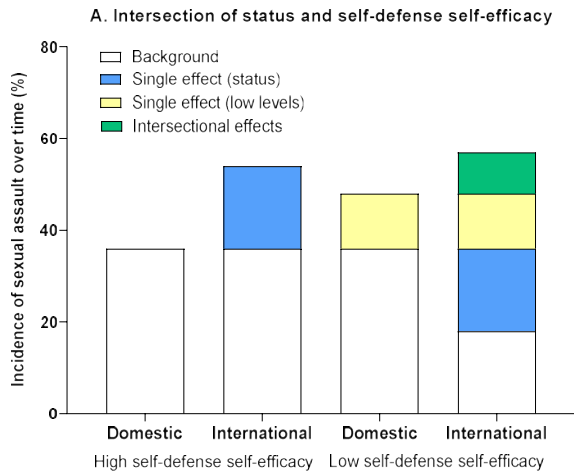 A. Intersection of status and self-defense self-efficacy
Incidence of sexual assault over time (%)
80
60
40
20
0
Background
Single effect (status)
Single effect (low levels)
Intersectional effects
Domestic International Domestic International
High self-defense self-efficacy Low self-defense self-efficacy